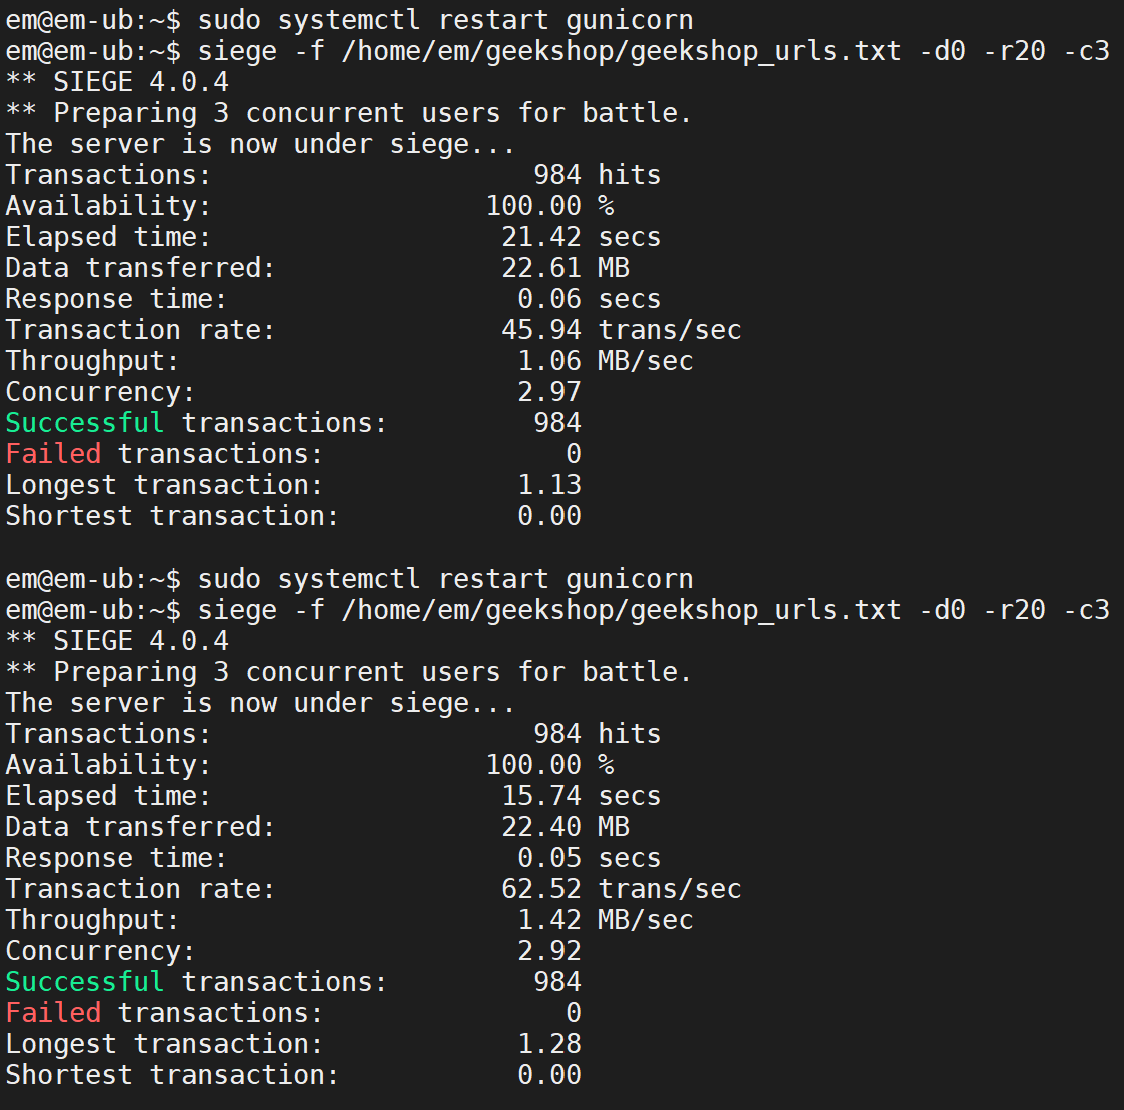 em@em-ub:~$ sudo systemctl restart gunicorn
em@em-ub:~$ siege -f /home/em/geekshop/geekshop_urls.txt -d0 -r20 -c3
** SIEGE 4.0.4
** Preparing 3 concurrent users for battle.
The server is now under siege...
Transactions: 984 hits
Availability: 100.00 %
Elapsed time: 21.42 secs
Data transferred: 22.61 MB
Response time: 0.06 secs
Transaction rate: 45.94 trans/sec
Throughput: 1.06 MB/sec
Concurrency: 2.97
Successful transactions: 984
Failed transactions: 0
Longest transaction: 1.13
Shortest transaction: 0.00

em@em-ub:~$ sudo systemctl restart gunicorn
em@em-ub:~$ siege -f /home/em/geekshop/geekshop_urls.txt -d0 -r20 -c3
** SIEGE 4.0.4
** Preparing 3 concurrent users for battle.
The server is now under siege...
Transactions: 984 hits
Availability: 100.00 %
Elapsed time: 15.74 secs
Data transferred: 22.40 MB
Response time: 0.05 secs
Transaction rate: 62.52 trans/sec
Throughput: 1.42 MB/sec
Concurrency: 2.92
Successful transactions: 984
Failed transactions: 0
Longest transaction: 1.28
Shortest transaction: 0.00